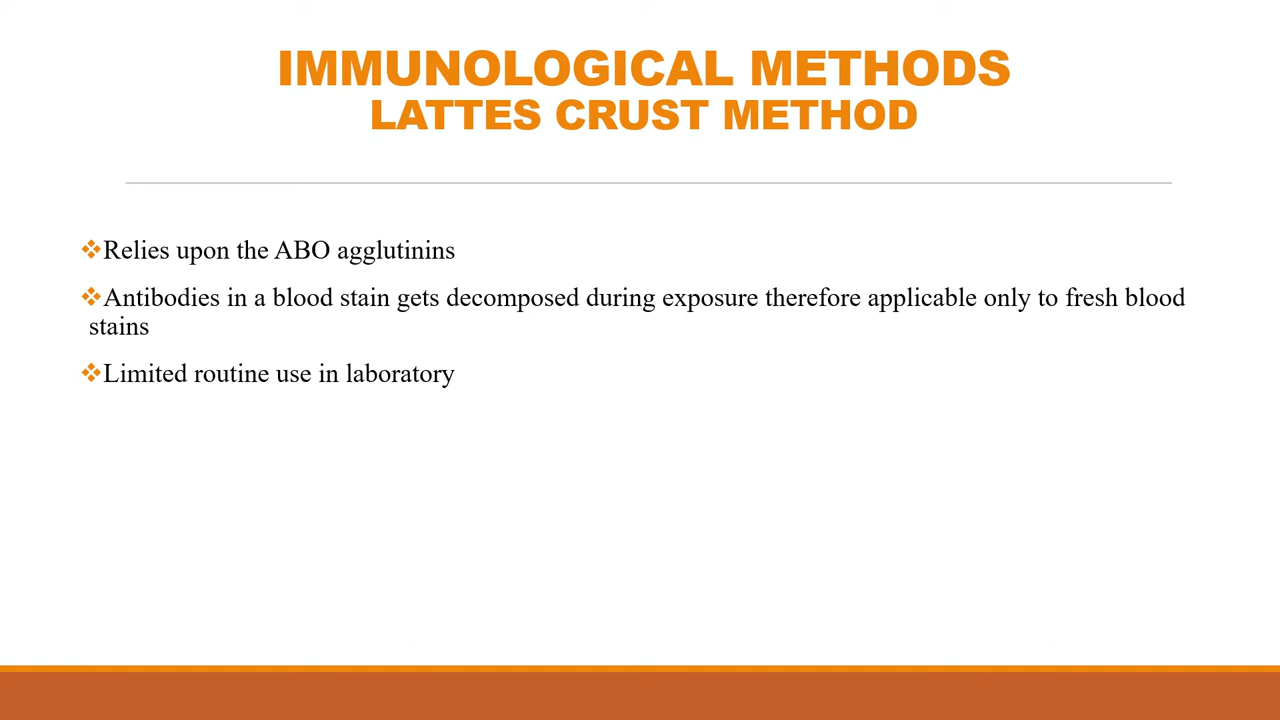 IMMUNOLOGICAL METHODS
LATTES CRUST METHOD
❖Relies upon the ABO agglutinins
❖Antibodies in a blood stain gets decomposed during exposure therefore applicable only to fresh blood
stains
❖Limited routine use in laboratory